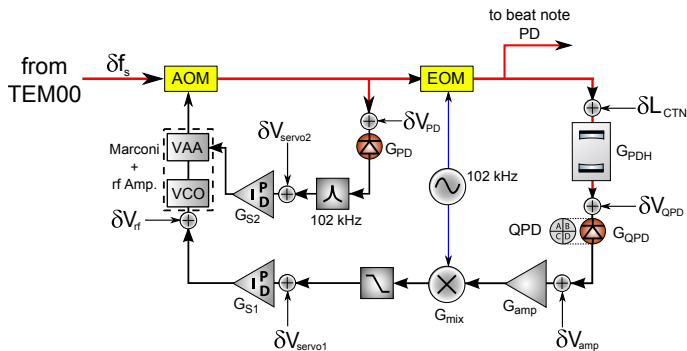 to beat note
PD
from
TEM00
δfs
AOM
EOM
δVPD
δLCTN
Marconi
+
rf Amp.
VAA
VCO
δVservo2
GPD
GPDH
P
I
D
GS2
102 kHz
102 kHz
δVrf
δVQPD
QPD
A B
C D
GQPD
P
I
D
GS1
Gmix
Gamp
δVservo1
δVamp